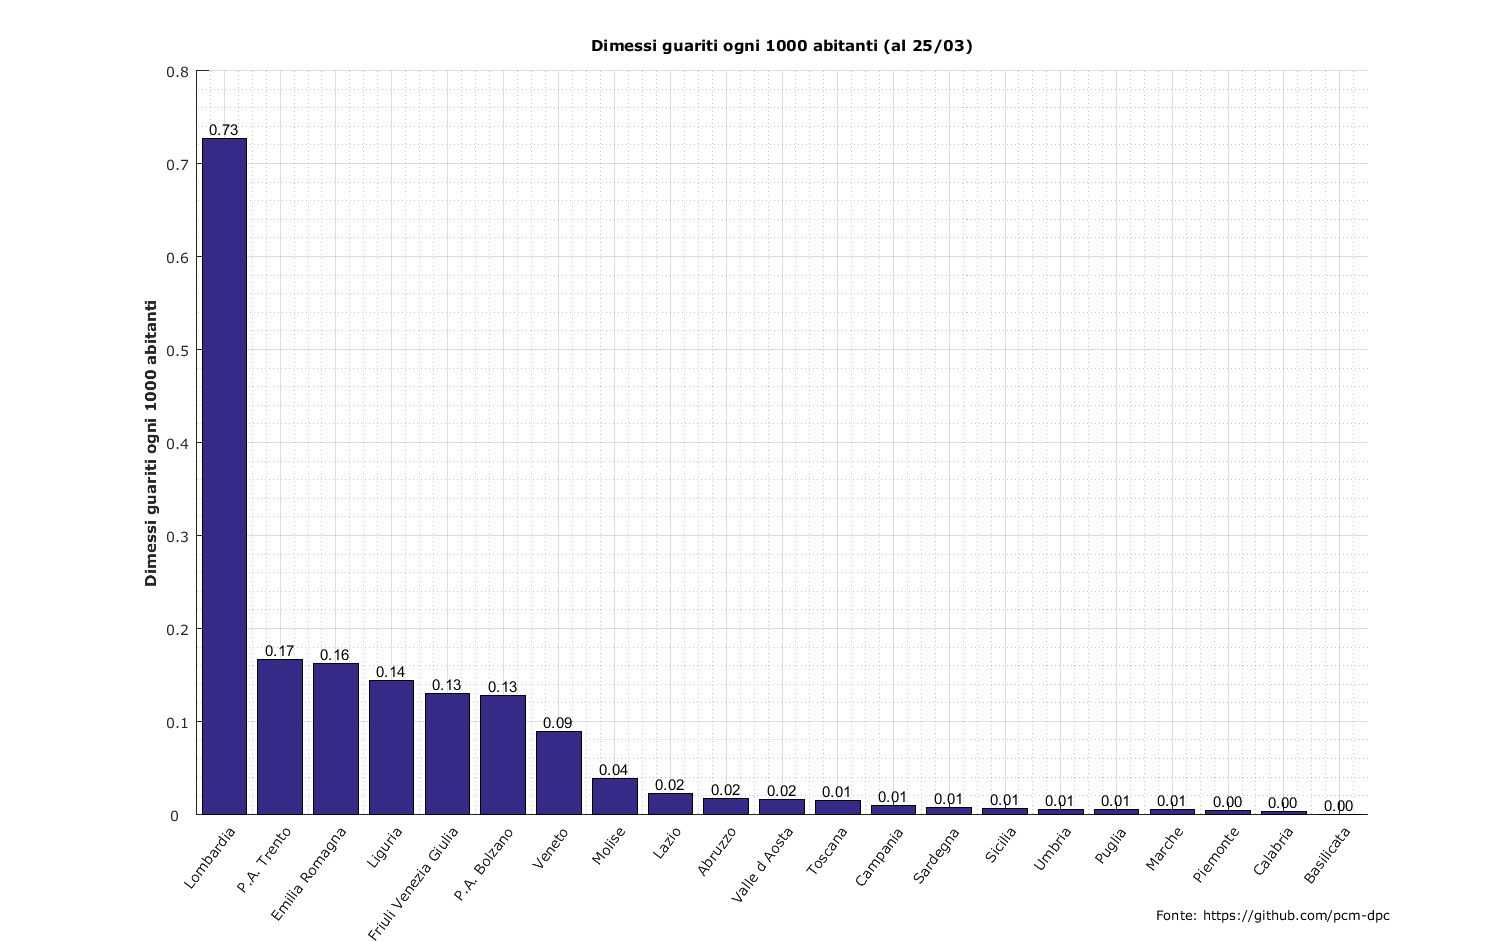 Dimessi guariti ogni 1000 abitanti (al 25/03)
Dimessi guariti ogni 1000 abitanti
0.8
0.7
0.6
0.5
0.4
0.3
0.2
0.1
0
0.73
0.17
0.16
0.14
0.13
0.13
0.09
0.04
0.02
0.02
0.02
0.01
0.01
0.01
0.01
0.01
0.01
0.01
0.00
0.00
0.00
Lombardia
P.A. Trento
Emilia Romagna
Liguria
Friuli Venezia Giulia
P.A. Bolzano
Veneto
Molise
Lazio
Abruzzo
Valle d Aosta
Toscana
Campania
Sardegna
Sicilia
Umbria
Puglia
Marche
Piemonte
Calabria
Basilicata
Fonte: https://github.com/pcm-dpc